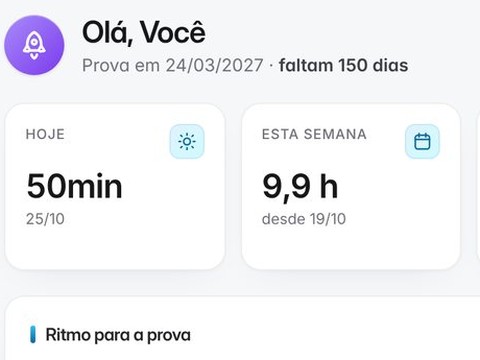 Olá, Você
Prova em 24/03/2027 · faltam 150 dias
HOJE
50min
25/10
ESTA SEMANA
9,9 h
desde 19/10
Ritmo para a prova